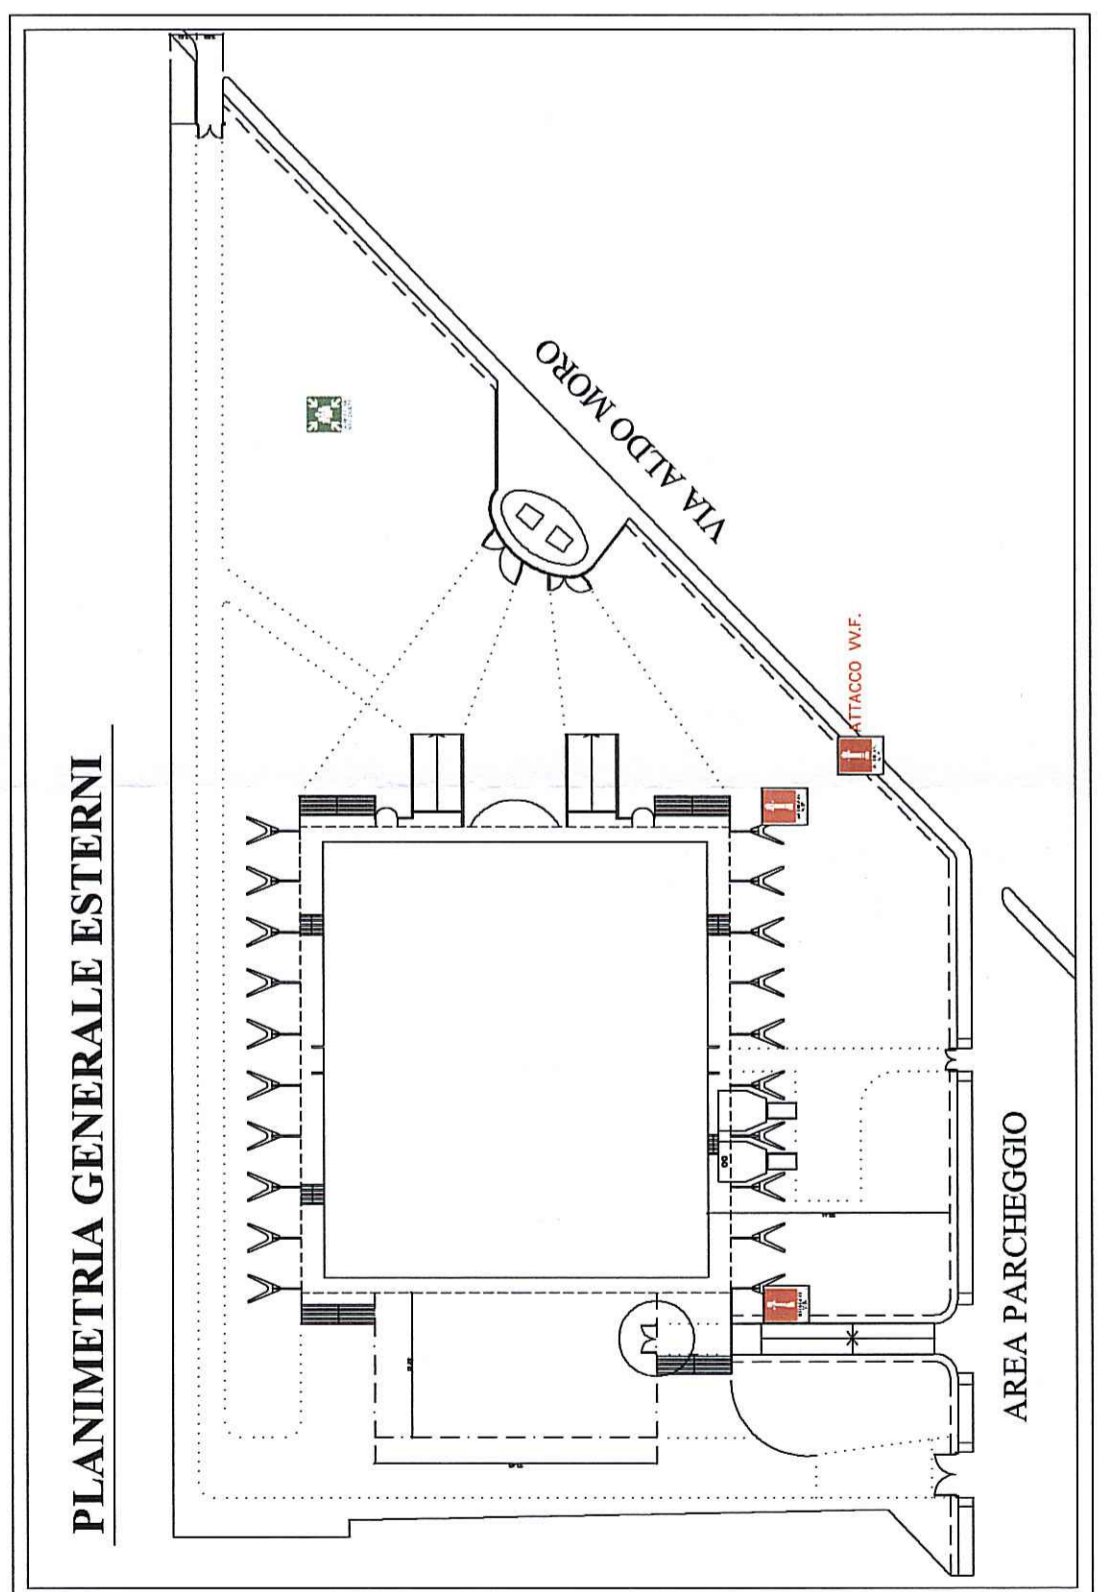 PLANIMETRIA GENERALE ESTERNI
VIA ALDO MORO
ATTACCO VV.F.
AREA PARCHEGGIO